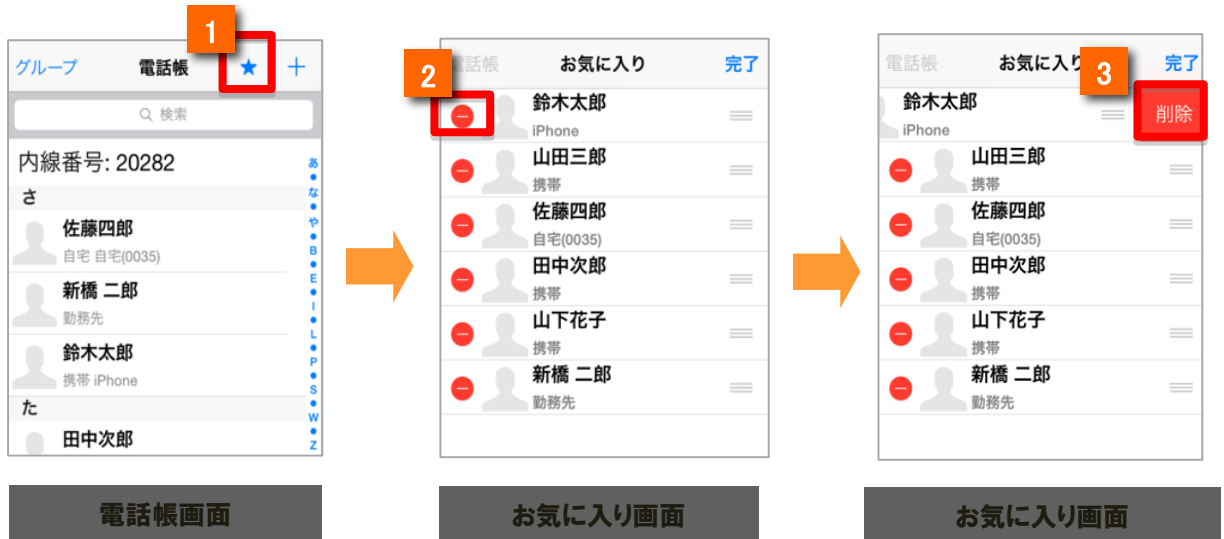 1
グループ 電話帳 ★ +
検索
内線番号: 20282
さ
佐藤四郎
自宅 自宅(0035)
新橋 二郎
勤務先
鈴木太郎
携帯 iPhone
た
田中次郎
あ
な
や
B
E
I
L
P
S
W
Z
電話帳画面
2
電話帳 お気に入り 完了
鈴木太郎
iPhone
山田三郎
携帯
佐藤四郎
自宅(0035)
田中次郎
携帯
山下花子
携帯
新橋 二郎
勤務先
お気に入り画面
3
電話帳 お気に入り 完了
鈴木太郎
iPhone
削除
山田三郎
携帯
佐藤四郎
自宅(0035)
田中次郎
携帯
山下花子
携帯
新橋 二郎
勤務先
お気に入り画面